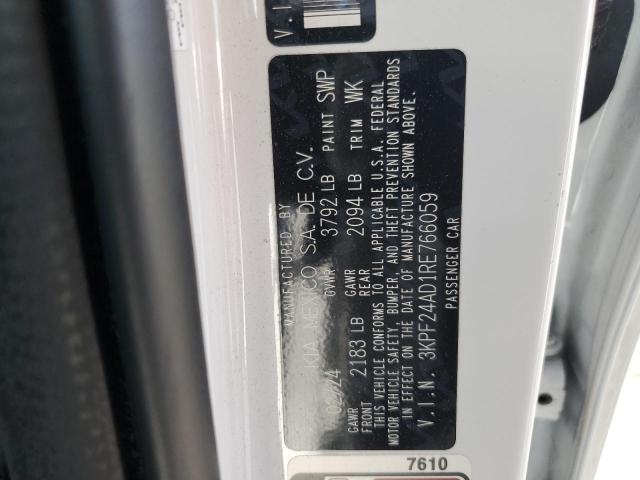 V.I
MANUFACTURED BY
KIA MEXICO S.A. DE C.V.
02/24 GVWR 3792 LB PAINT SWP
GAWR FRONT 2183 LB GAWR REAR 2094 LB TRIM WK
THIS VEHICLE CONFORMS TO ALL APPLICABLE U.S.A. FEDERAL
MOTOR VEHICLE SAFETY, BUMPER, AND THEFT PREVENTION STANDARDS
IN EFFECT ON THE DATE OF MANUFACTURE SHOWN ABOVE.
V.I.N. 3KPF24AD1RE766059
PASSENGER CAR
7610